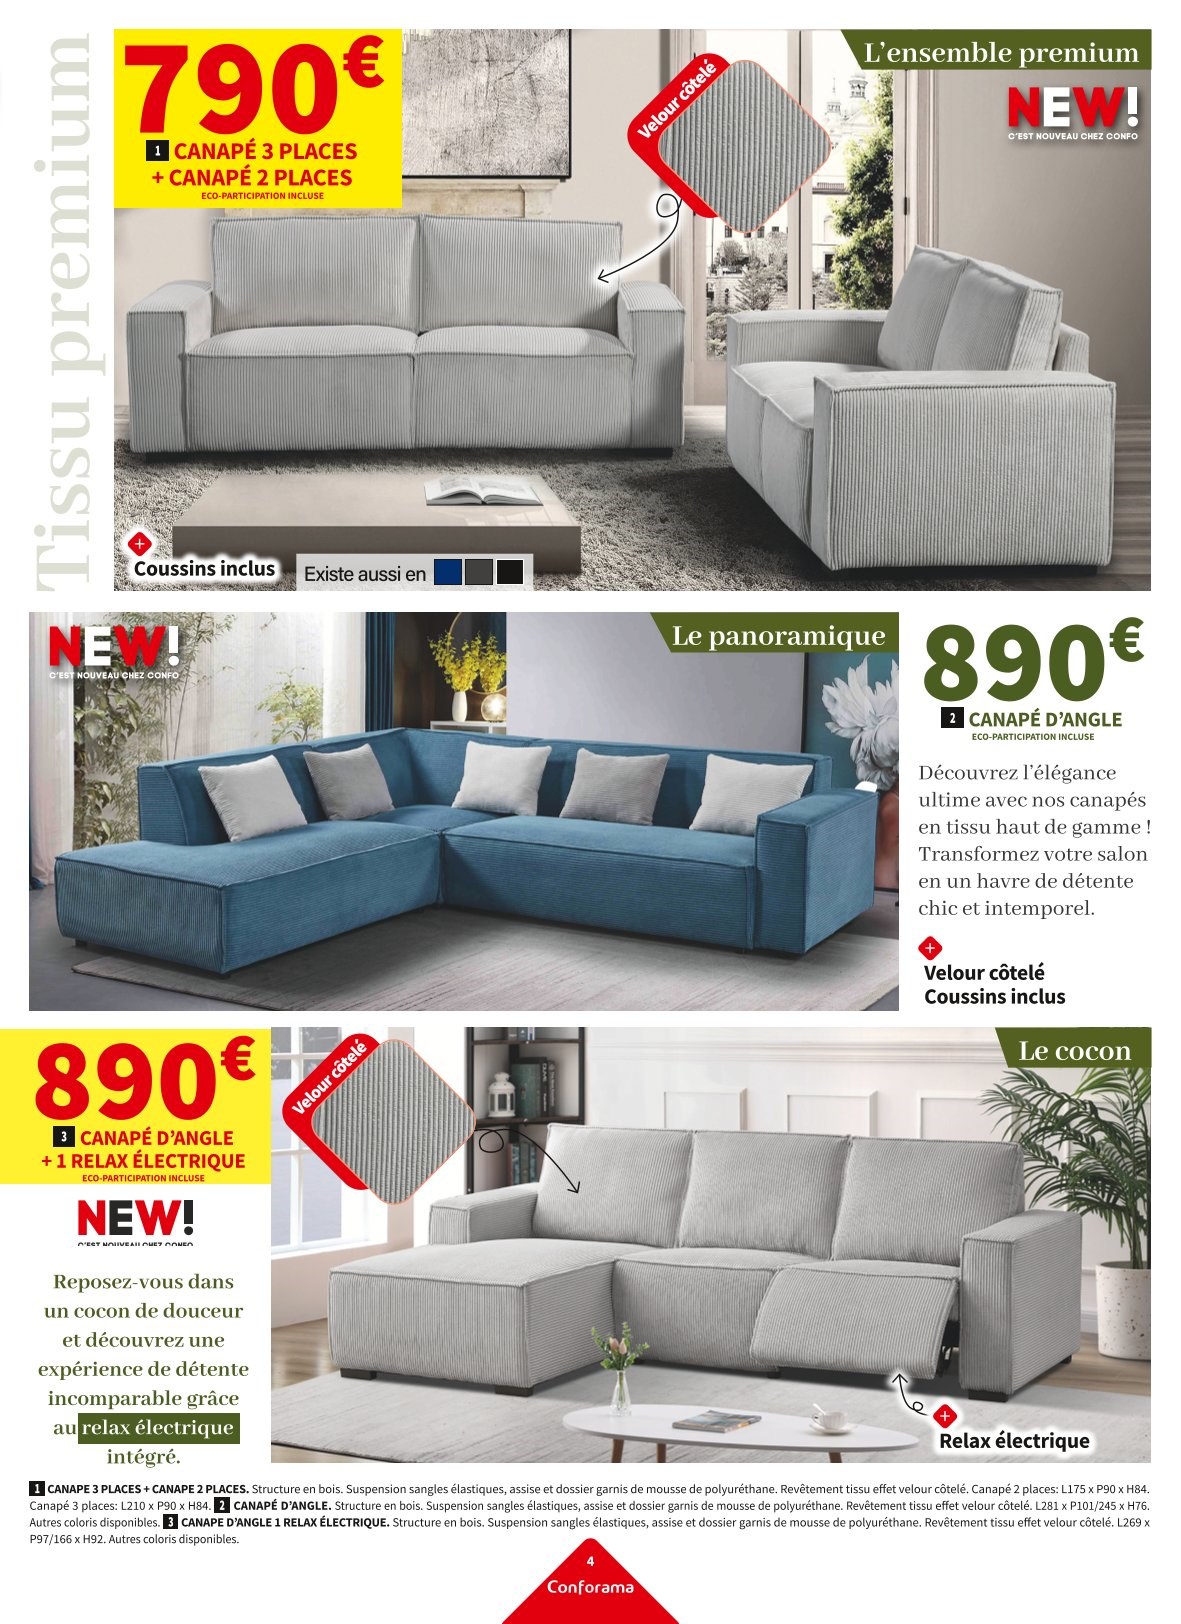 Tissu premium
790€
1 CANAPÉ 3 PLACES
+ CANAPÉ 2 PLACES
ECO-PARTICIPATION INCLUSE
Velour côtelé
L'ensemble premium
NEW!
C'EST NOUVEAU CHEZ CONFO
+
Coussins inclus
Existe aussi en
NEW!
C'EST NOUVEAU CHEZ CONFO
Le panoramique
890€
2 CANAPÉ D'ANGLE
ECO-PARTICIPATION INCLUSE
Découvrez l'élégance
ultime avec nos canapés
en tissu haut de gamme !
Transformez votre salon
en un havre de détente
chic et intemporel.
+
Velour côtelé
Coussins inclus
890€
3 CANAPÉ D'ANGLE
+ 1 RELAX ÉLECTRIQUE
ECO-PARTICIPATION INCLUSE
NEW!
C'EST NOUVEAU CHEZ CONFO
Reposez-vous dans
un cocon de douceur
et découvrez une
expérience de détente
incomparable grâce
au relax électrique
intégré.
Velour côtelé
Le cocon
+
Relax électrique
1 CANAPE 3 PLACES + CANAPE 2 PLACES. Structure en bois. Suspension sangles élastiques, assise et dossier garnis de mousse de polyuréthane. Revêtement tissu effet velour côtelé. Canapé 2 places: L175 x P90 x H84.
Canapé 3 places: L210 x P90 x H84. 2 CANAPÉ D'ANGLE. Structure en bois. Suspension sangles élastiques, assise et dossier garnis de mousse de polyuréthane. Revêtement tissu effet velour côtelé. L281 x P101/245 x H76.
Autres coloris disponibles. 3 CANAPE D'ANGLE 1 RELAX ÉLECTRIQUE. Structure en bois. Suspension sangles élastiques, assise et dossier garnis de mousse de polyuréthane. Revêtement tissu effet velour côtelé. L269 x
P97/166 x H92. Autres coloris disponibles.
4
Conforama